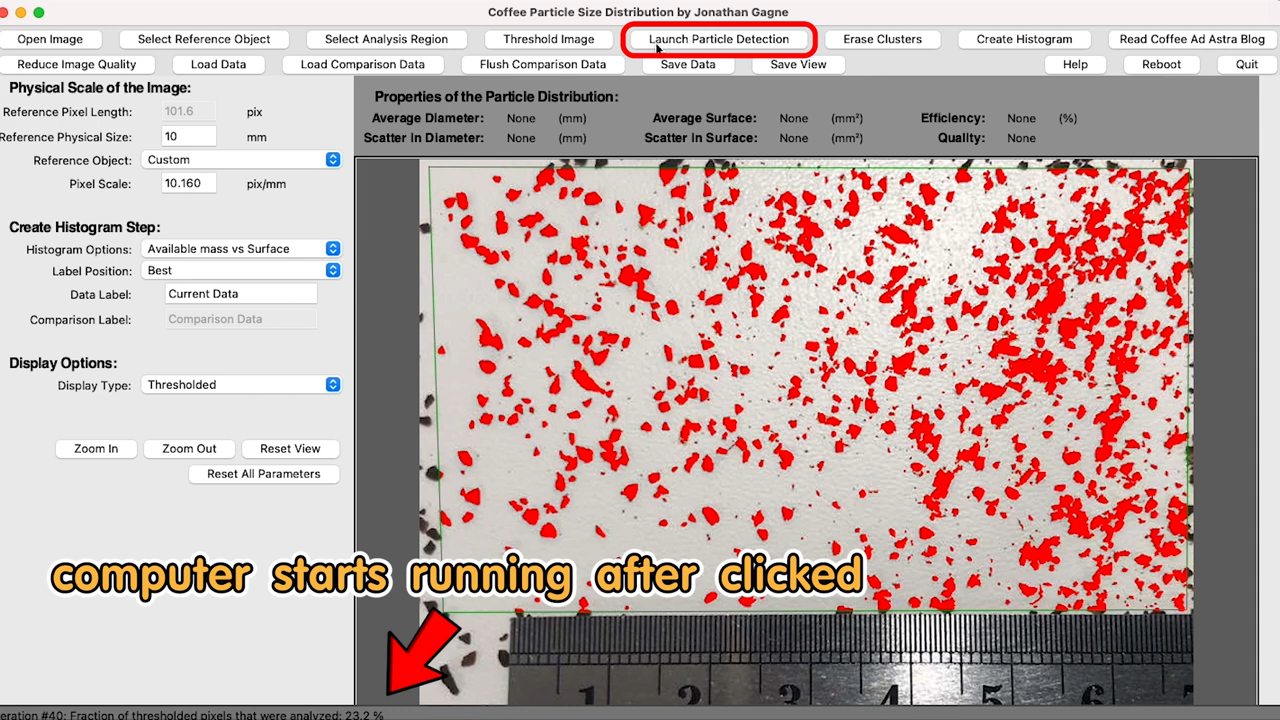 Coffee Particle Size Distribution by Jonathan Gagne
Open Image Select Reference Object Select Analysis Region Threshold Image Launch Particle Detection Erase Clusters Create Histogram Read Coffee Ad Astra Blog
Reduce Image Quality Load Data Load Comparison Data Flush Comparison Data Save Data Save View Help Reboot Quit
Physical Scale of the Image:
Reference Pixel Length: 101.6 pix
Reference Physical Size: 10 mm
Reference Object: Custom
Pixel Scale: 10.160 pix/mm
Create Histogram Step:
Histogram Options: Available mass vs Surface
Label Position: Best
Data Label: Current Data
Comparison Label: Comparison Data
Display Options:
Display Type: Thresholded
Zoom In Zoom Out Reset View
Reset All Parameters
Properties of the Particle Distribution:
Average Diameter: None (mm) Average Surface: None (mm²) Efficiency: None (%)
Scatter in Diameter: None (mm) Scatter in Surface: None (mm²) Quality: None
computer starts running after clicked
1 2 3 4 5 6
eration #40: Fraction of thresholded pixels that were analyzed: 23.2 %